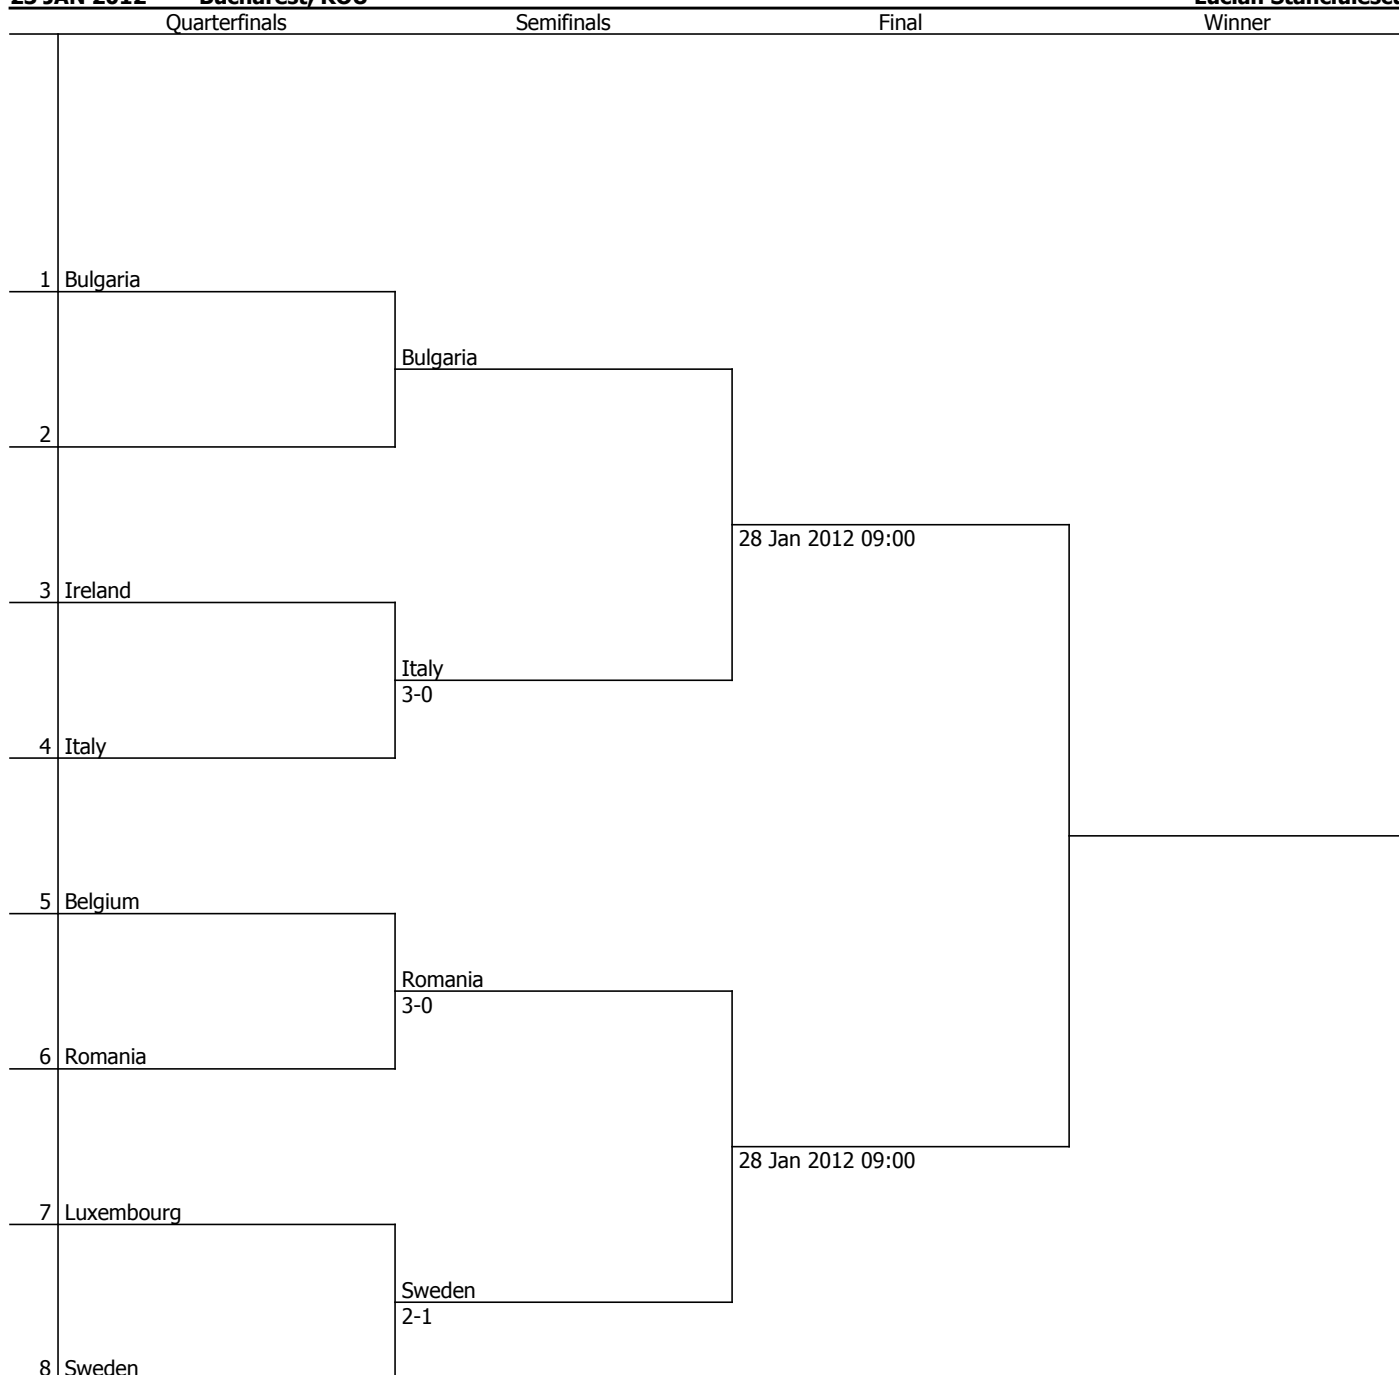 Quarterfinals Semifinals Final Winner
1 Bulgaria
Bulgaria
2
28 Jan 2012 09:00
3 Ireland
Italy
3-0
4 Italy
5 Belgium
Romania
3-0
6 Romania
28 Jan 2012 09:00
7 Luxembourg
Sweden
2-1
8 Sweden